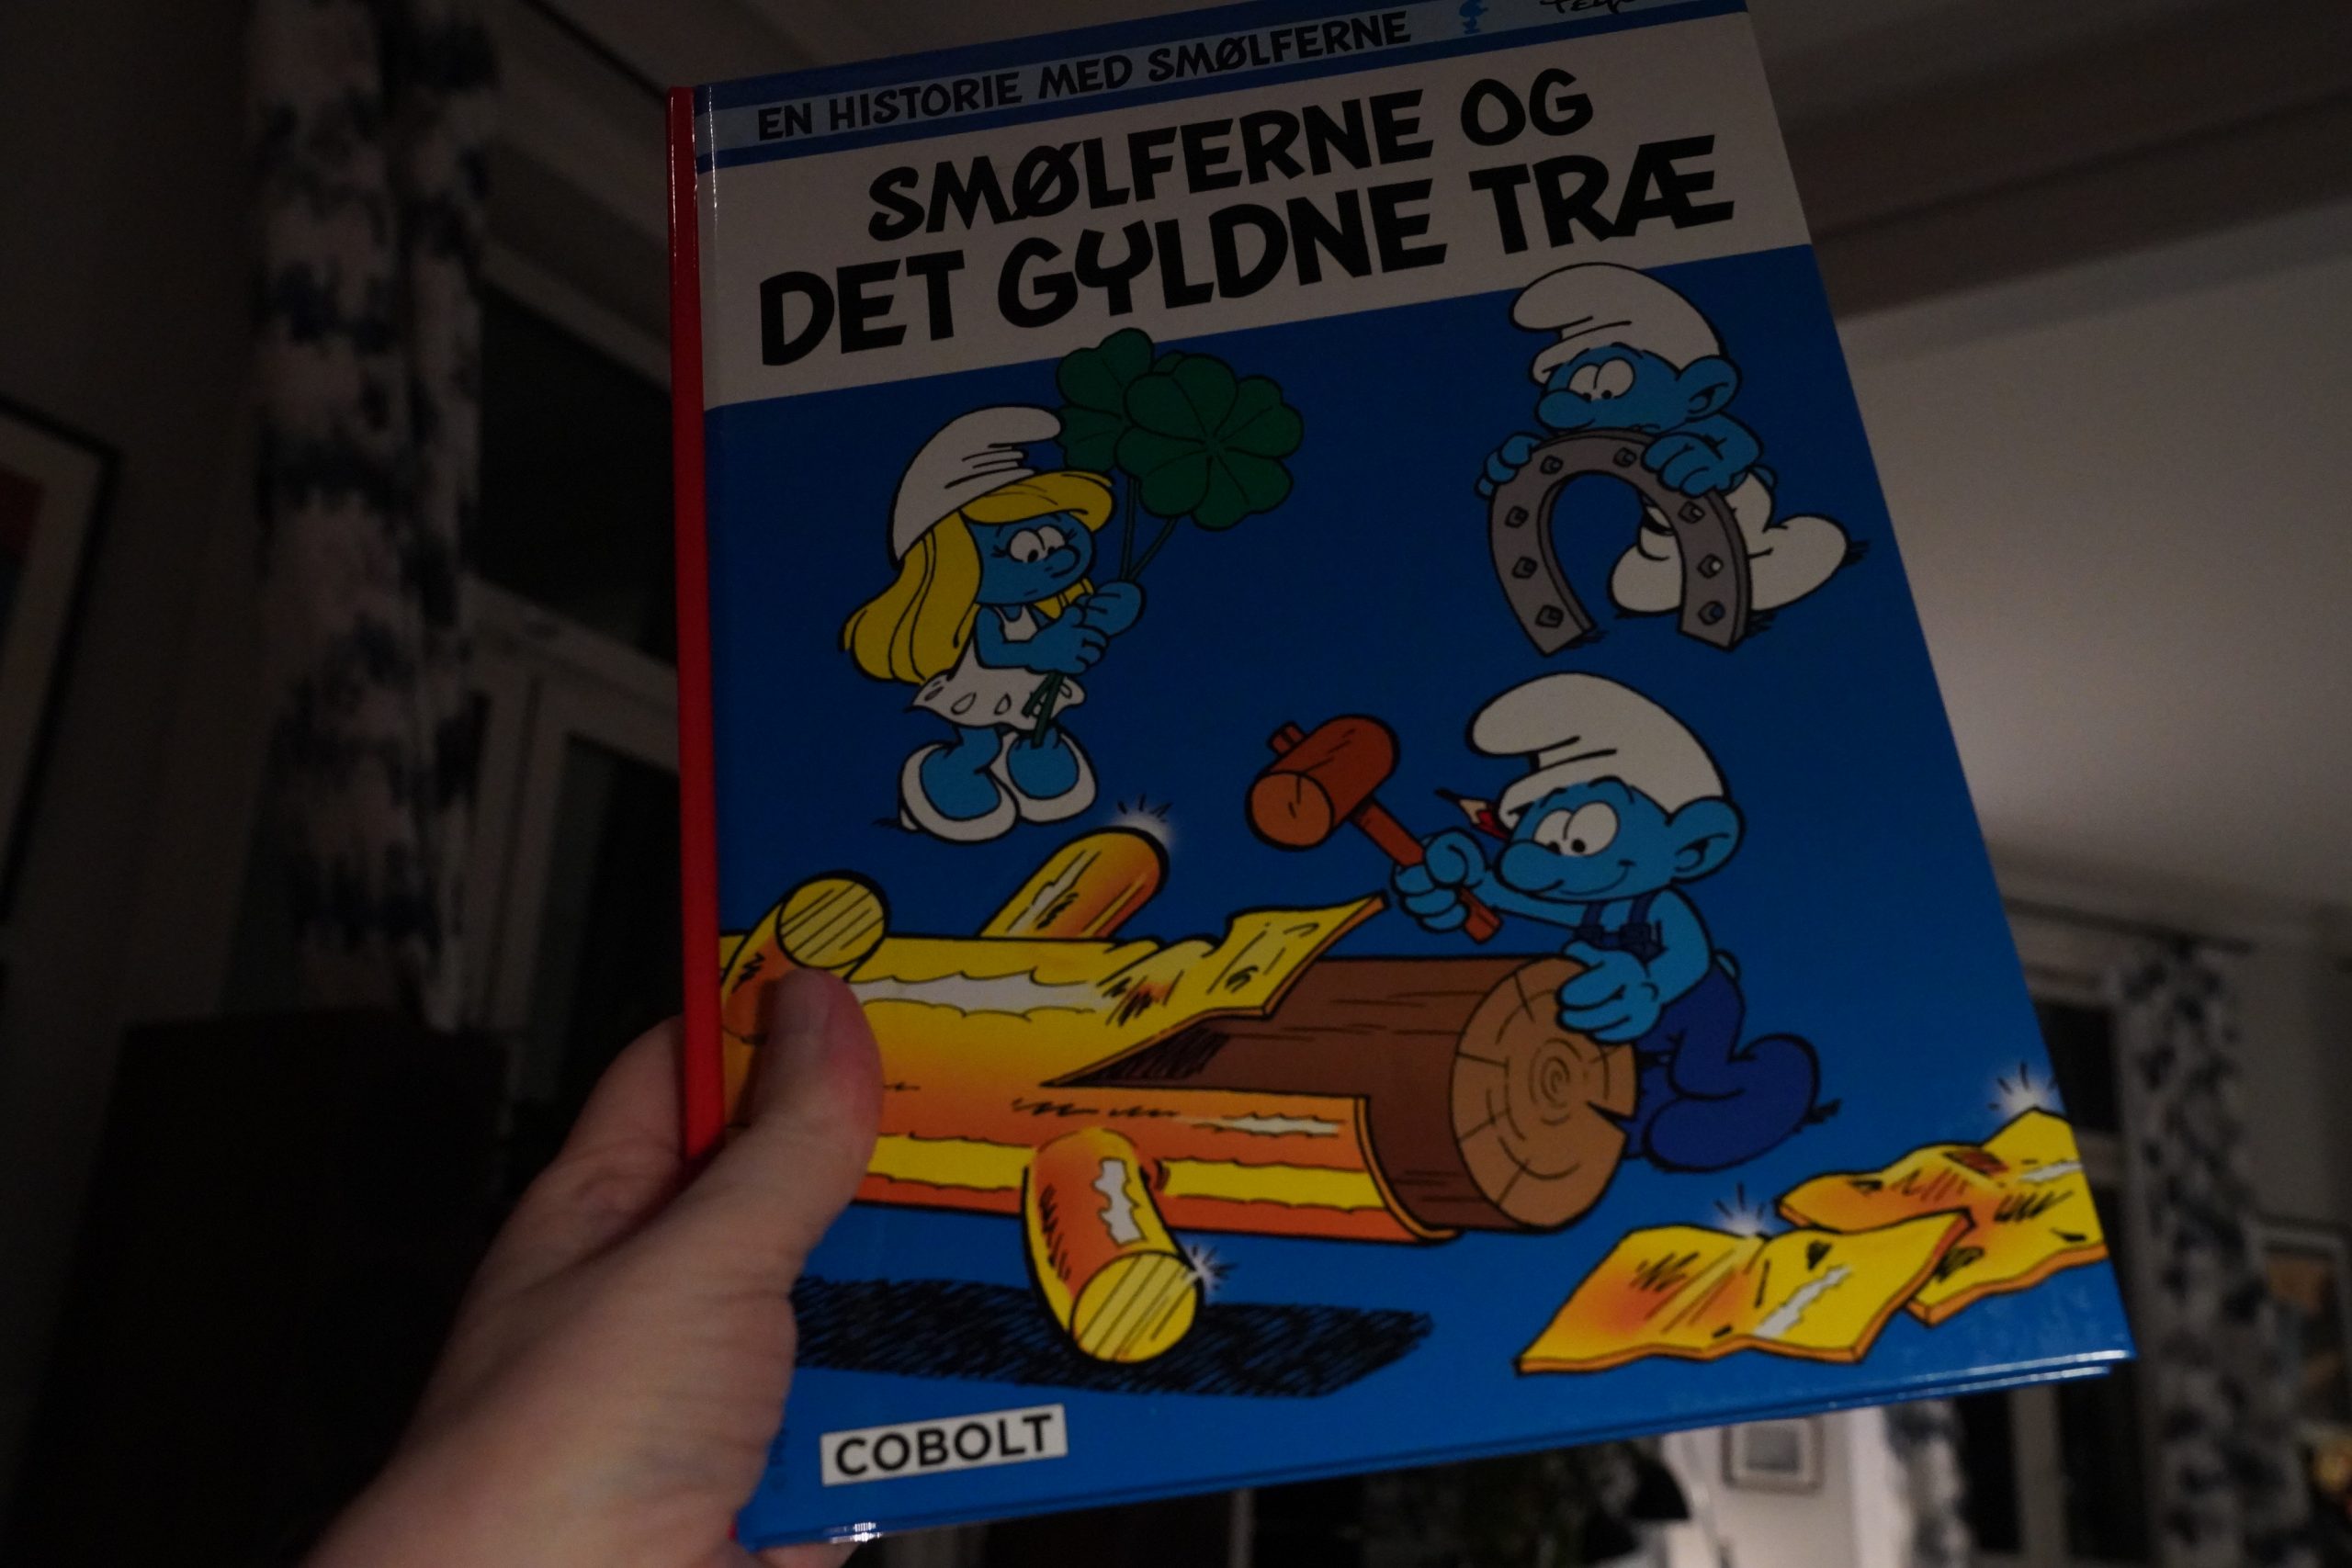 EN HISTORIE MED SMØLFERNE
SMØLFERNE OG
DET GYLDNE TRÆ
COBOLT